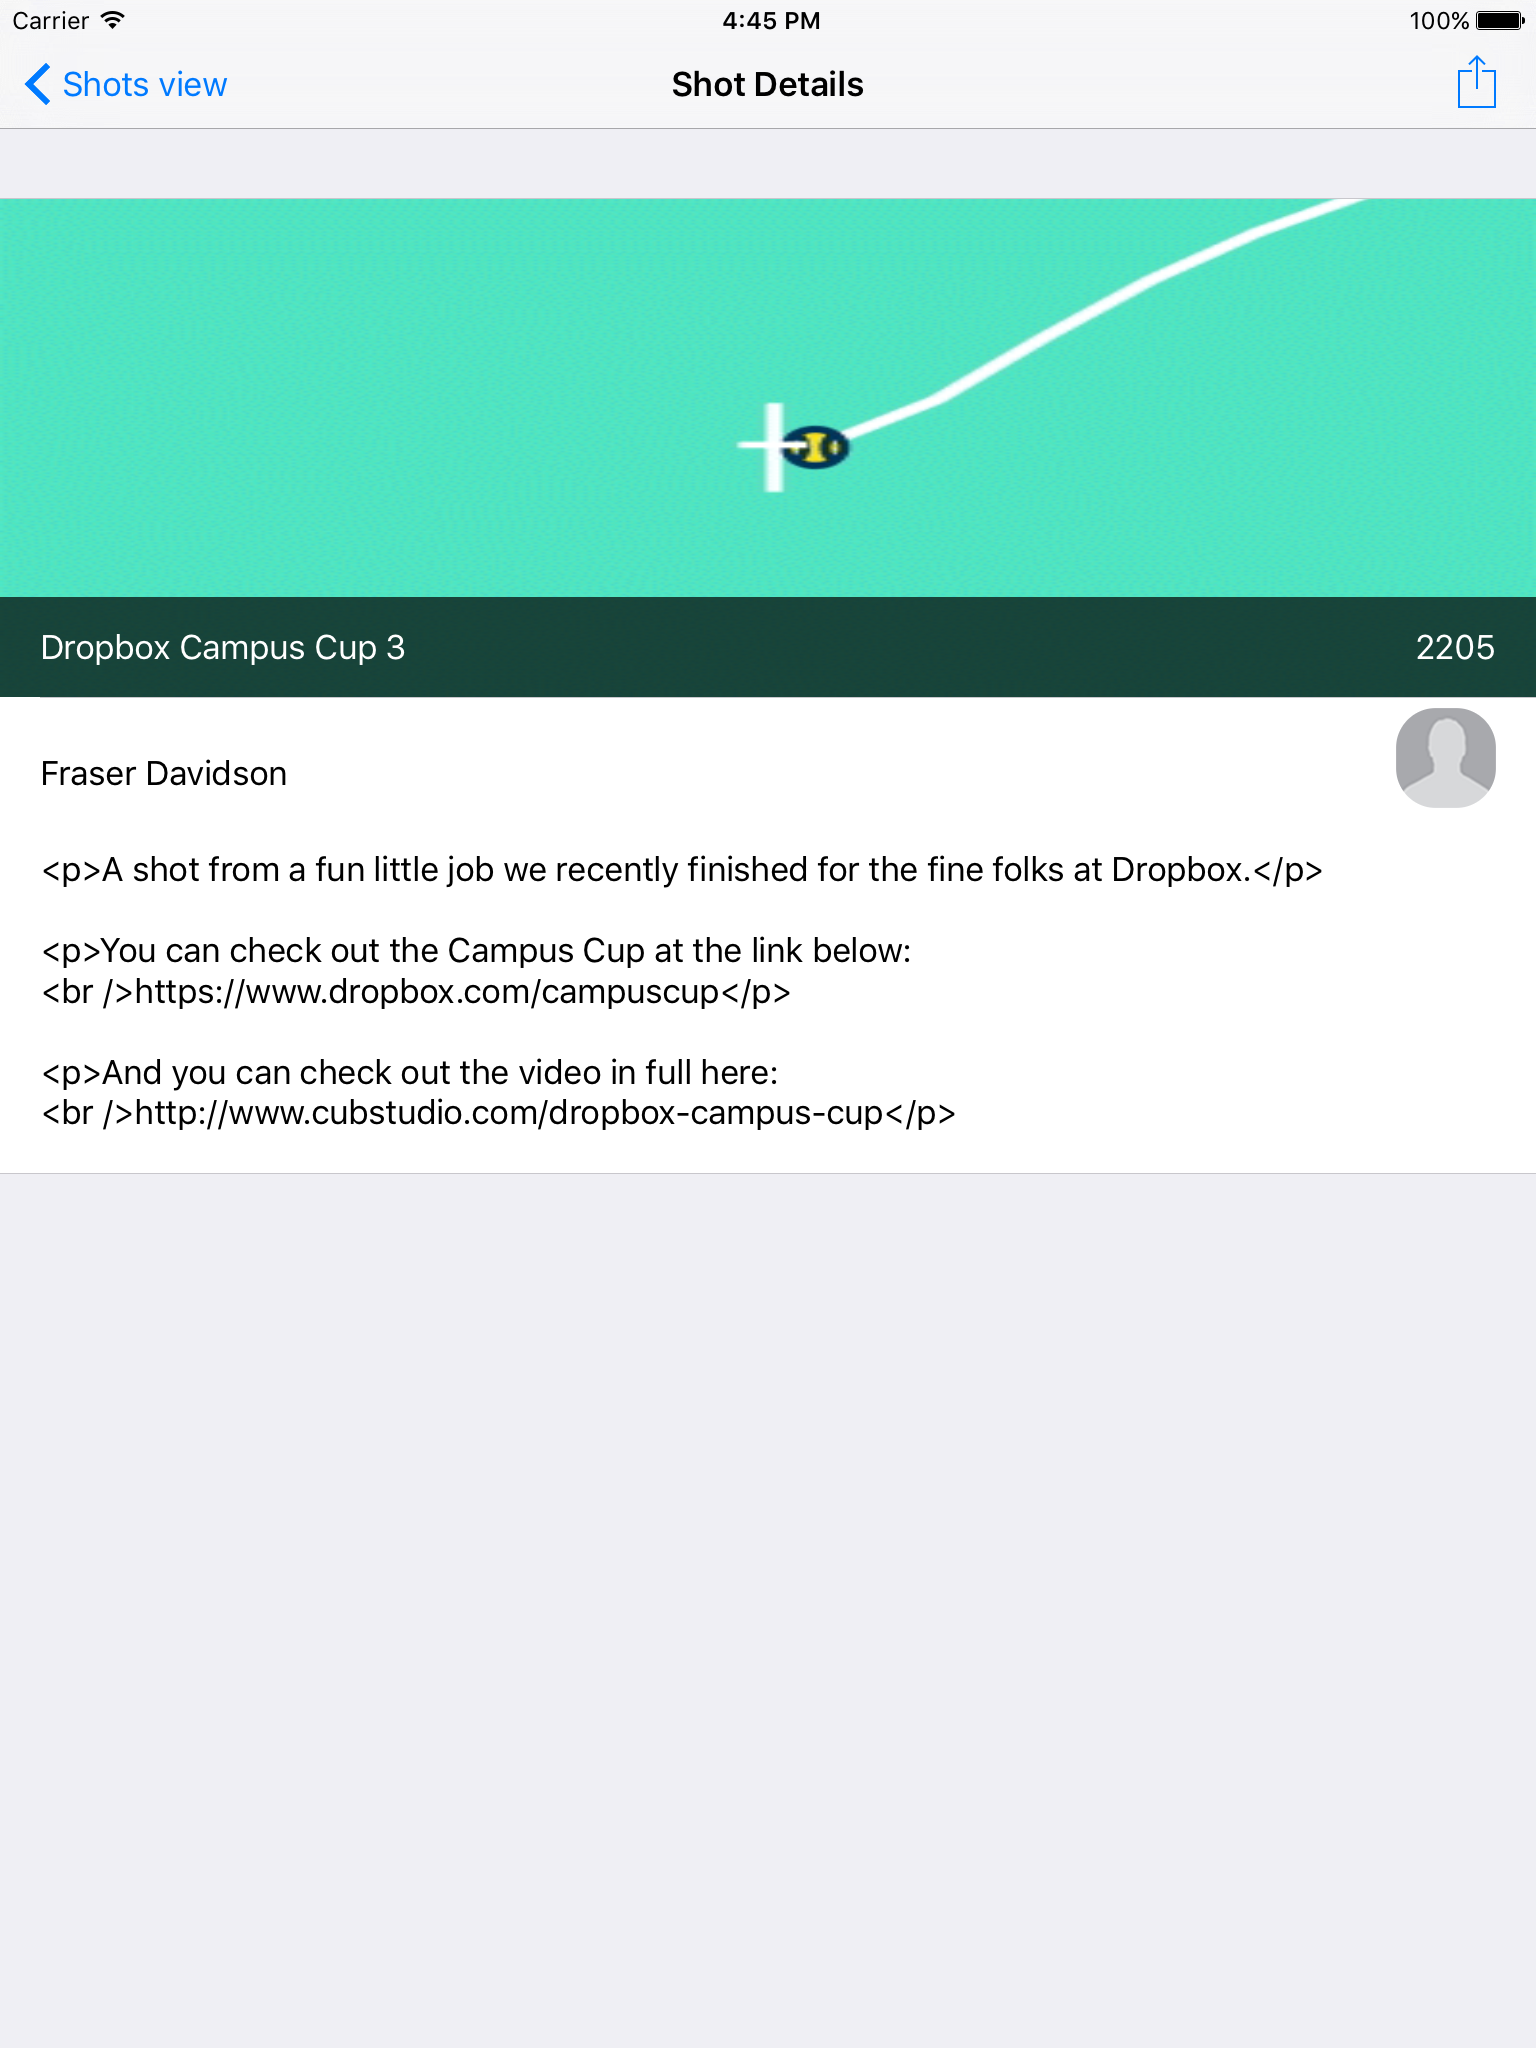 Carrier 4:45 PM 100%
Shots view Shot Details
Dropbox Campus Cup 3 2205
Fraser Davidson
<p>A shot from a fun little job we recently finished for the fine folks at Dropbox.</p>
<p>You can check out the Campus Cup at the link below:
<br />https://www.dropbox.com/campuscup</p>
<p>And you can check out the video in full here:
<br />http://www.cubstudio.com/dropbox-campus-cup</p>